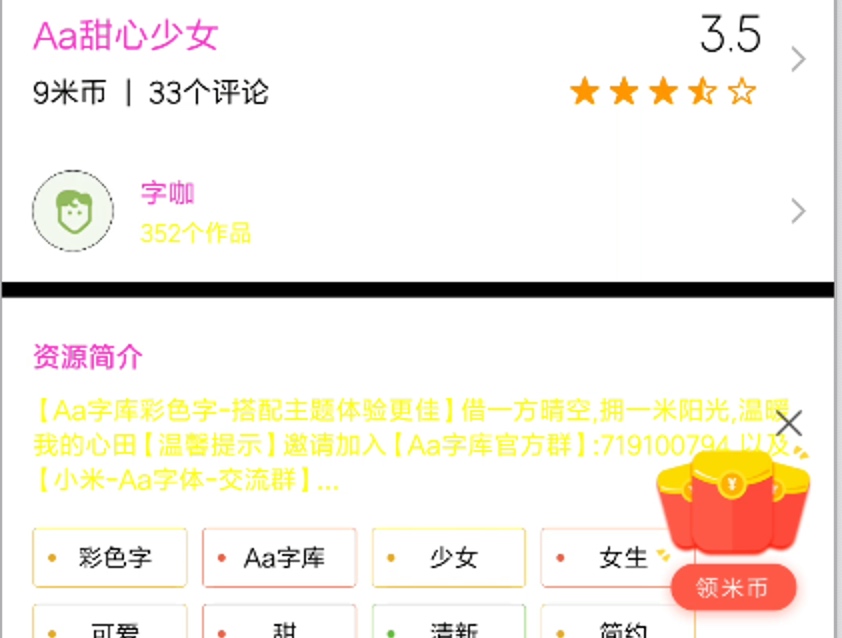 Aa甜心少女
3.5
9米币 | 33个评论
字咖
352个作品
资源简介
【Aa字库彩色字-搭配主题体验更佳】借一方晴空,拥一米阳光,温暖
我的心田【温馨提示】邀请加入【Aa字库官方群】:719100794 以及
【小米-Aa字体-交流群】...
彩色字 Aa字库 少女 女生
领米币
可爱 甜 清新 简约